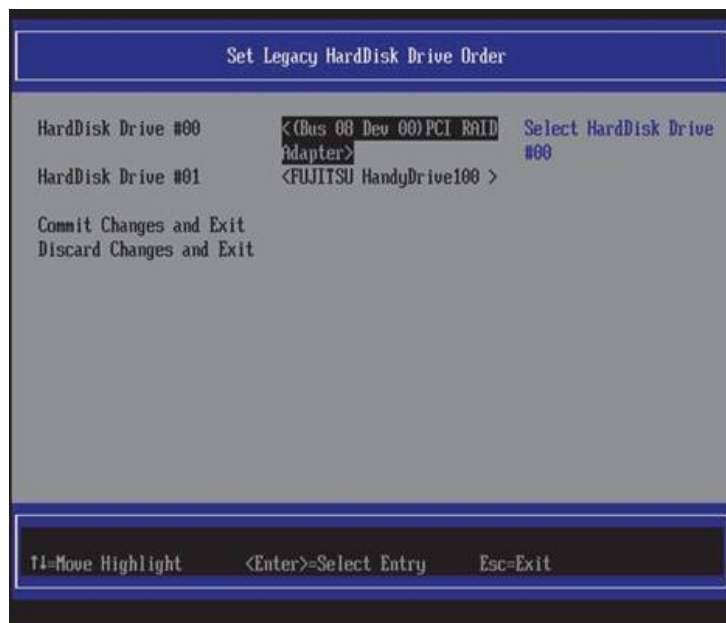 Set Legacy HardDisk Drive Order
HardDisk Drive #00
<(Bus 08 Dev 00)PCI RAID
Adapter>
Select HardDisk Drive
#00
HardDisk Drive #01
<FUJITSU HandyDrive100 >
Commit Changes and Exit
Discard Changes and Exit
↑↓=Move Highlight
<Enter>=Select Entry
Esc=Exit